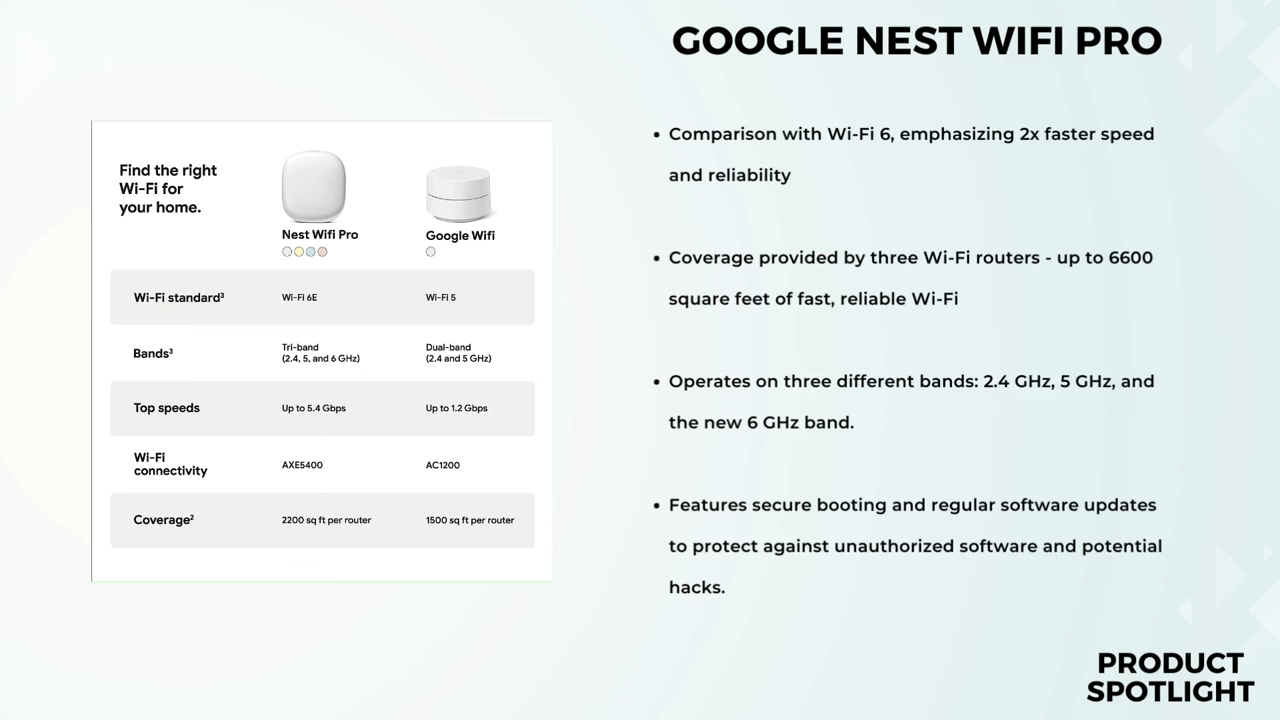 GOOGLE NEST WIFI PRO
Find the right
Wi-Fi for
your home.
Nest Wifi Pro
Google Wifi
Wi-Fi standard³
Wi-Fi 6E
Wi-Fi 5
Bands³
Tri-band
(2.4, 5, and 6 GHz)
Dual-band
(2.4 and 5 GHz)
Top speeds
Up to 5.4 Gbps
Up to 1.2 Gbps
Wi-Fi
connectivity
AXE5400
AC1200
Coverage²
2200 sq ft per router
1500 sq ft per router
• Comparison with Wi-Fi 6, emphasizing 2x faster speed
and reliability
• Coverage provided by three Wi-Fi routers - up to 6600
square feet of fast, reliable Wi-Fi
• Operates on three different bands: 2.4 GHz, 5 GHz, and
the new 6 GHz band.
• Features secure booting and regular software updates
to protect against unauthorized software and potential
hacks.
PRODUCT
SPOTLIGHT